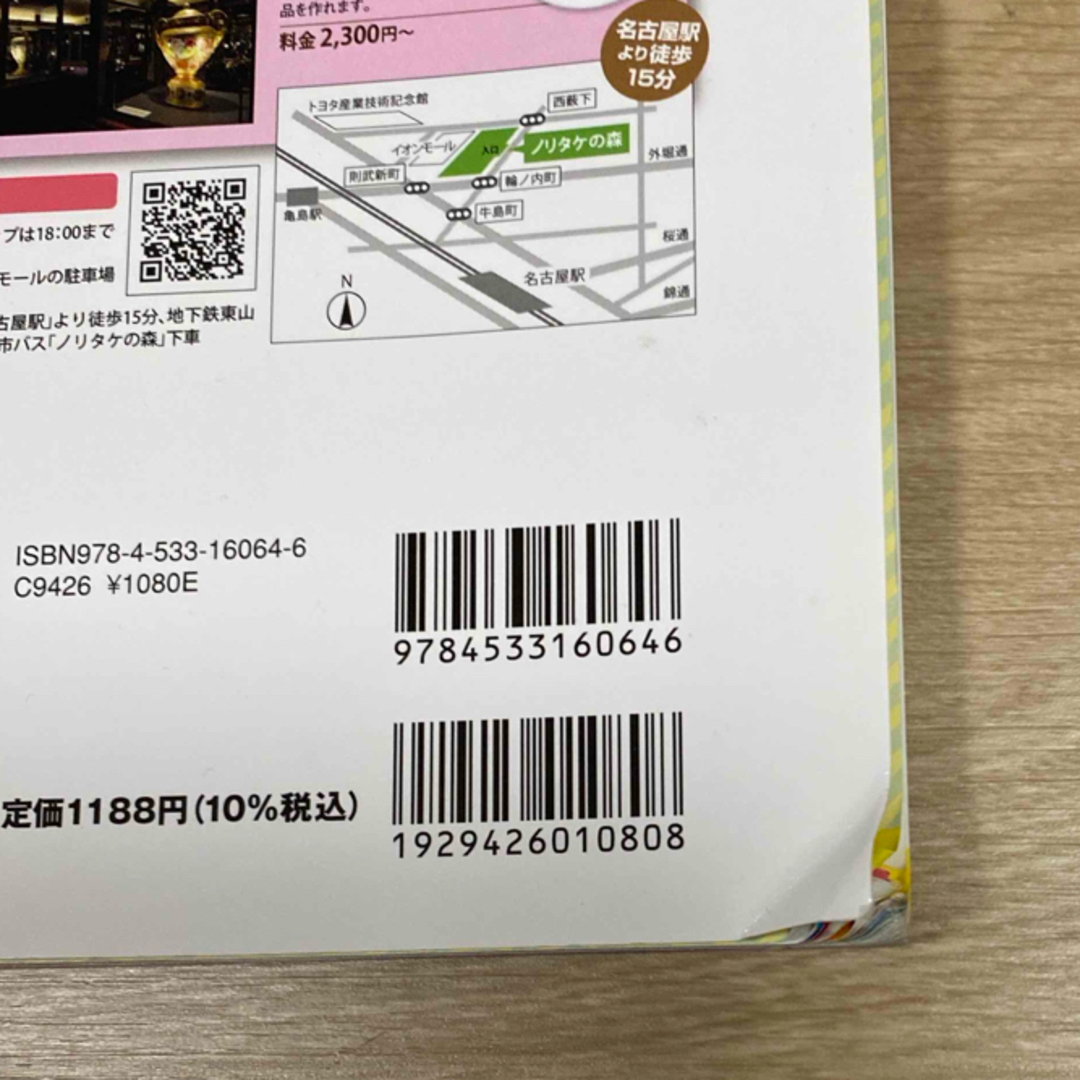 品を作れます。
料金2,300円〜
名古屋駅
より徒歩
15分
トヨタ産業技術記念館
西藪下
イオンモール
入口
ノリタケの森
外堀通
則武新町
輪ノ内町
亀島駅
牛島町
桜通
名古屋駅
錦通
N
プは18:00まで
モールの駐車場
古屋駅」より徒歩15分、地下鉄東山
市バス「ノリタケの森」下車
ISBN978-4-533-16064-6
C9426 ¥1080E
9784533160646
定価1188円(10%税込)
1929426010808